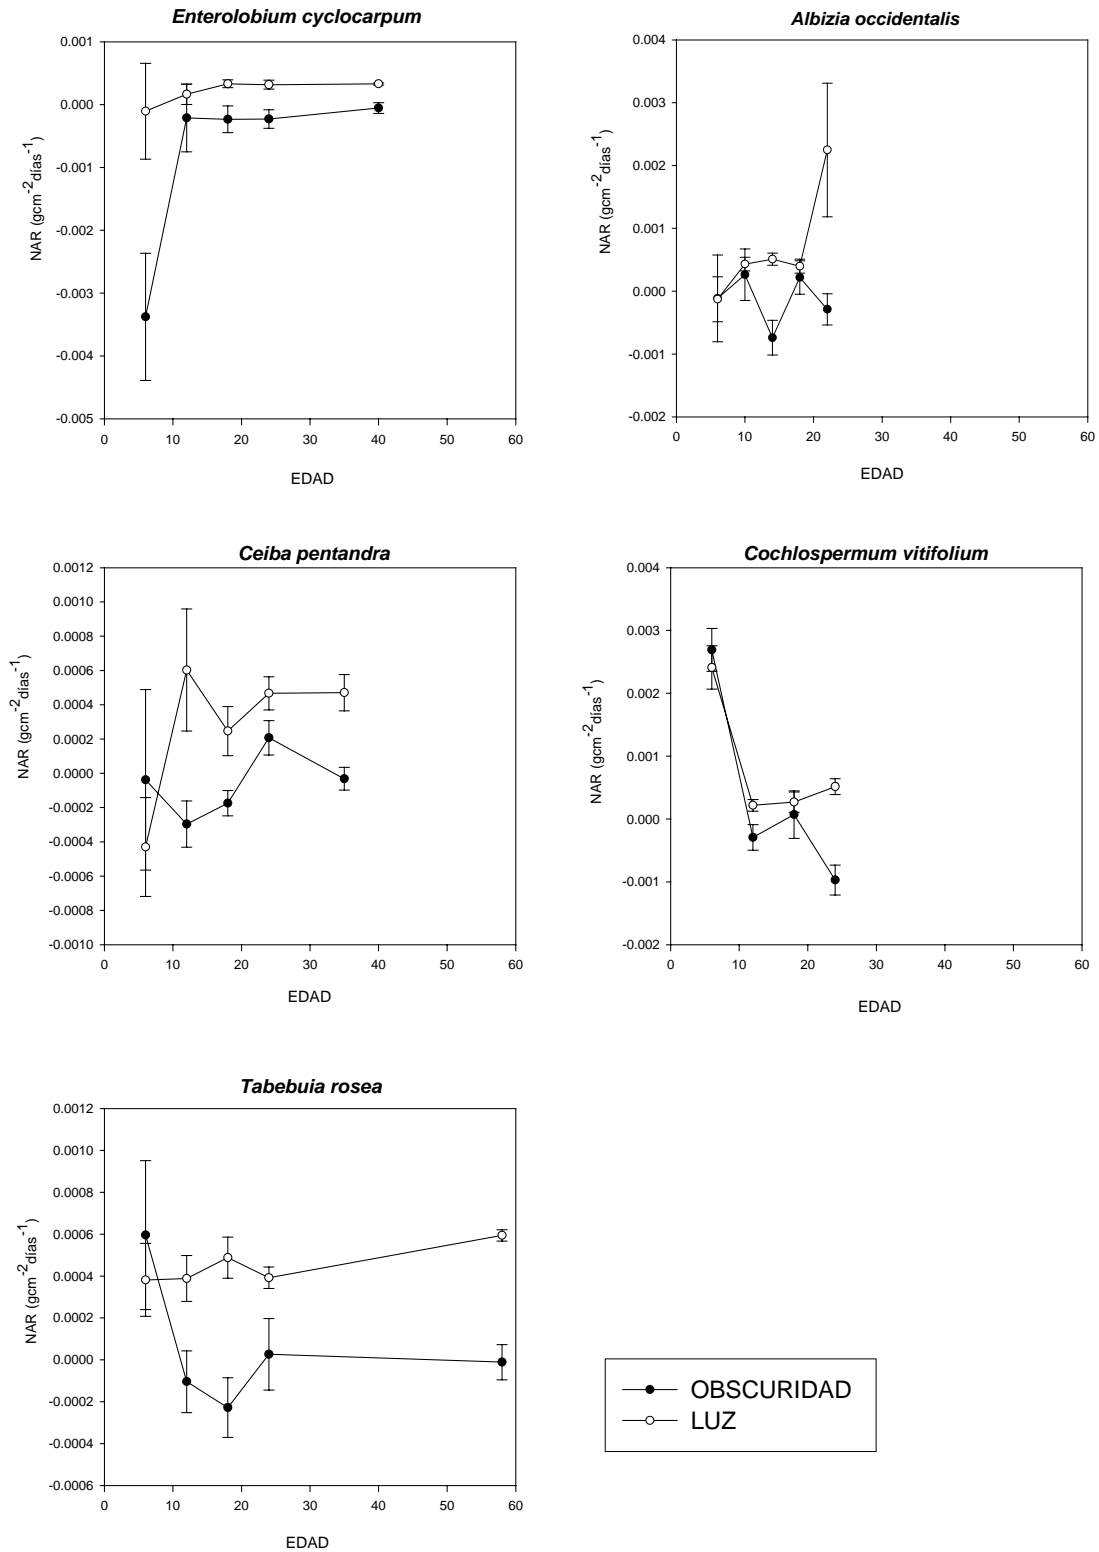 Enterolobium cyclocarpum
0.001
0.000
-0.001
-0.002
-0.003
-0.004
-0.005
NAR (gcm-2días-1)
0 10 20 30 40 50 60
EDAD
Albizia occidentalis
0.004
0.003
0.002
0.001
0.000
-0.001
-0.002
NAR (gcm-2días-1)
0 10 20 30 40 50 60
EDAD
Ceiba pentandra
0.0012
0.0010
0.0008
0.0006
0.0004
0.0002
0.0000
-0.0002
-0.0004
-0.0006
-0.0008
-0.0010
NAR (gcm-2días-1)
0 10 20 30 40 50 60
EDAD
Cochlospermum vitifolium
0.004
0.003
0.002
0.001
0.000
-0.001
-0.002
NAR (gcm-2días-1)
0 10 20 30 40 50 60
EDAD
Tabebuia rosea
0.0012
0.0010
0.0008
0.0006
0.0004
0.0002
0.0000
-0.0002
-0.0004
-0.0006
NAR (gcm-2días-1)
0 10 20 30 40 50 60
EDAD
OBSCURIDAD
LUZ